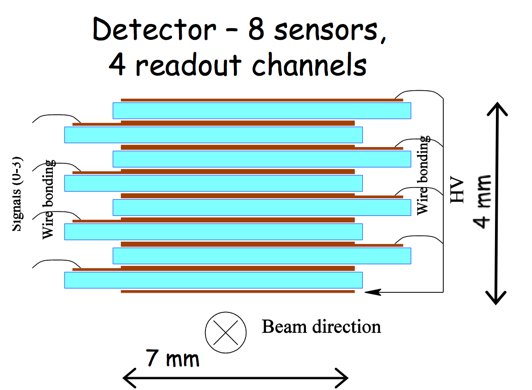 Detector – 8 sensors,
4 readout channels
Signals (0-3)
Wire bonding
Wire bonding
HV
4 mm
Beam direction
7 mm